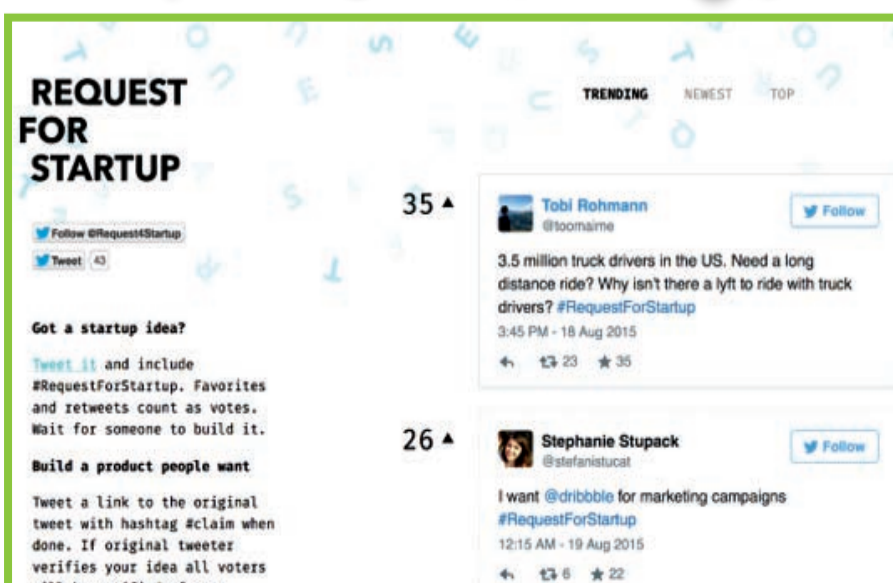 REQUEST
FOR
STARTUP
Follow @Request4Startup
Tweet 43
Got a startup idea?
Tweet it and include
#RequestForStartup. Favorites
and retweets count as votes.
Wait for someone to build it.
Build a product people want
Tweet a link to the original
tweet with hashtag #claim when
done. If original tweeter
verifies your idea all voters
TRENDING NEWEST TOP
35
Tobi Rohmann
@toomaime
Follow
3.5 million truck drivers in the US. Need a long
distance ride? Why isn't there a lyft to ride with truck
drivers? #RequestForStartup
3:45 PM - 18 Aug 2015
23 35
26
Stephanie Stupack
@stefanistucat
Follow
I want @dribbble for marketing campaigns
#RequestForStartup
12:15 AM - 19 Aug 2015
6 22